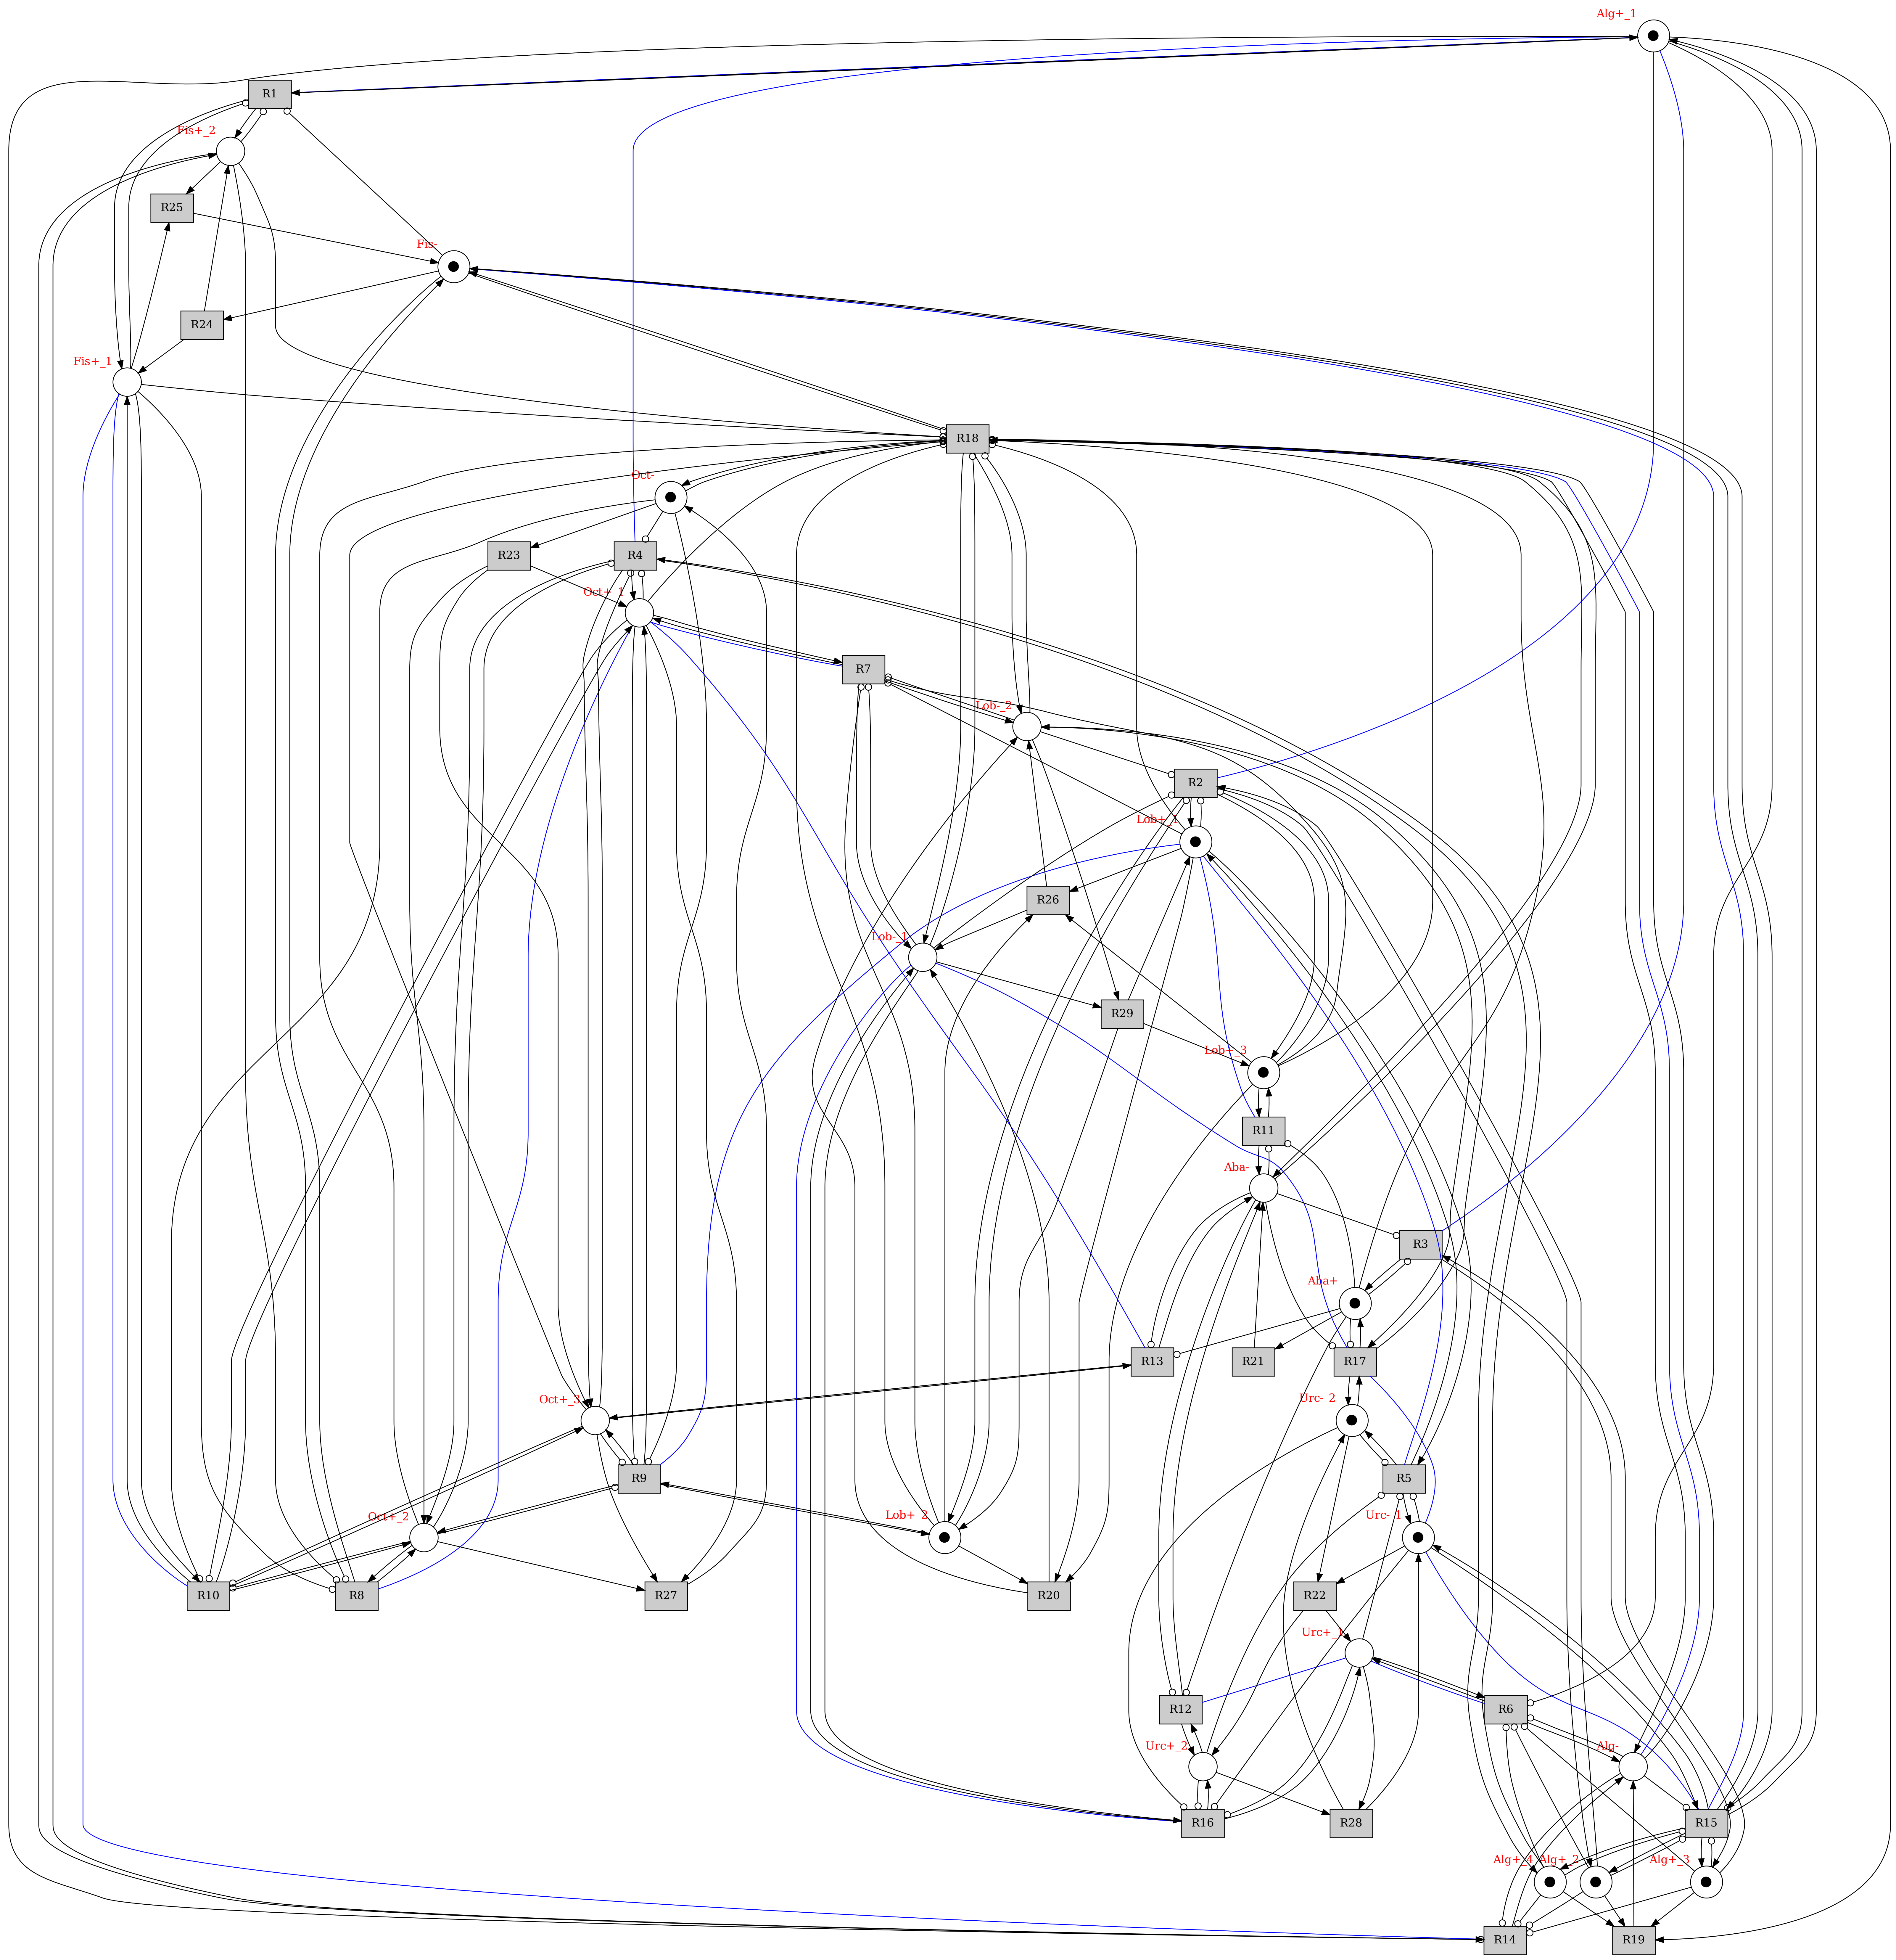 Alg+_1
R1
Fis+_2
R25
Fis-
R24
Fis+_1
R18
Oct-
R23
R4
Oct+_1
R7
Lob-_2
R2
Lob+_1
R26
Lob-_1
R29
Lob+_3
R11
Aba-
R3
Aba+
R13
R21
R17
Oct+_3
Urc-_2
R9
R5
Oct+_2
Lob+_2
Urc-_1
R10
R8
R27
R20
R22
Urc+_1
R12
R6
Urc+_2
Alg-
R16
R28
R15
Alg+_4
Alg+_2
Alg+_3
R14
R19